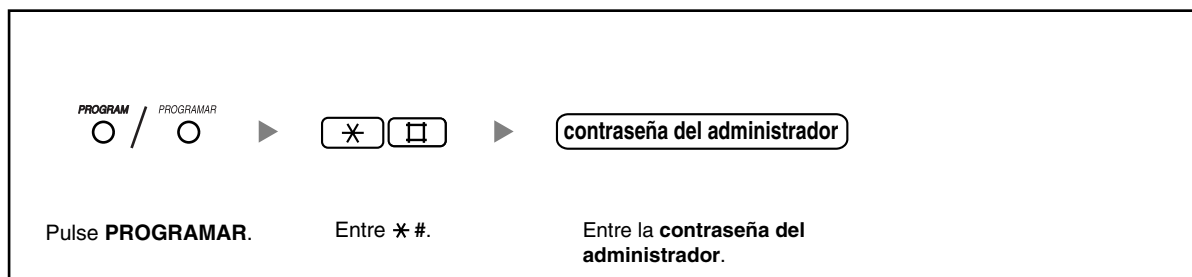 PROGRAM / PROGRAMAR
* #
contraseña del administrador
Pulse PROGRAMAR.
Entre * #.
Entre la contraseña del
administrador.